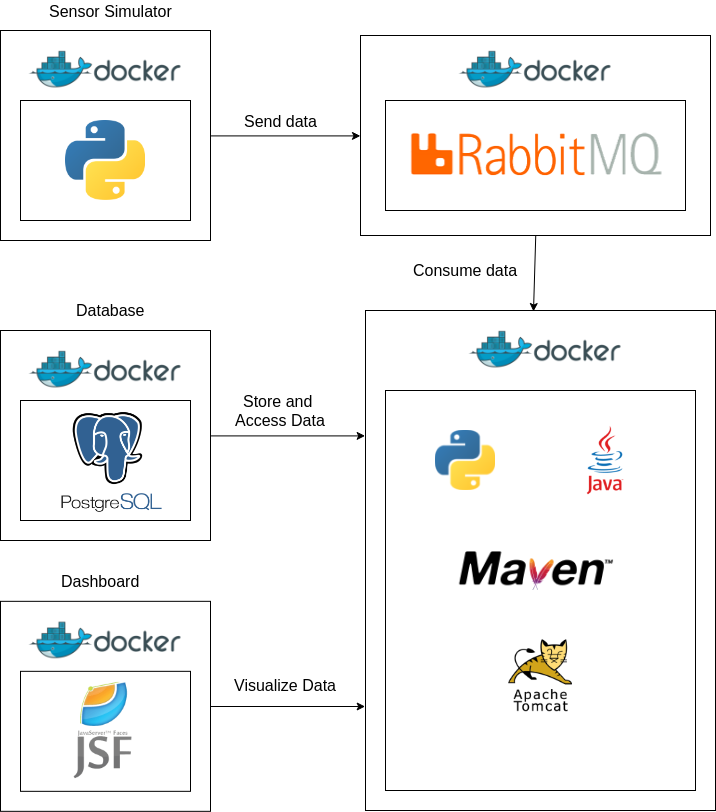 Sensor Simulator
docker
Send data
docker
RabbitMQ
Consume data
Database
docker
PostgreSQL
Store and
Access Data
docker
Java
Maven™
Apache
Tomcat
Dashboard
docker
JavaServer™ Faces
JSF
Visualize Data